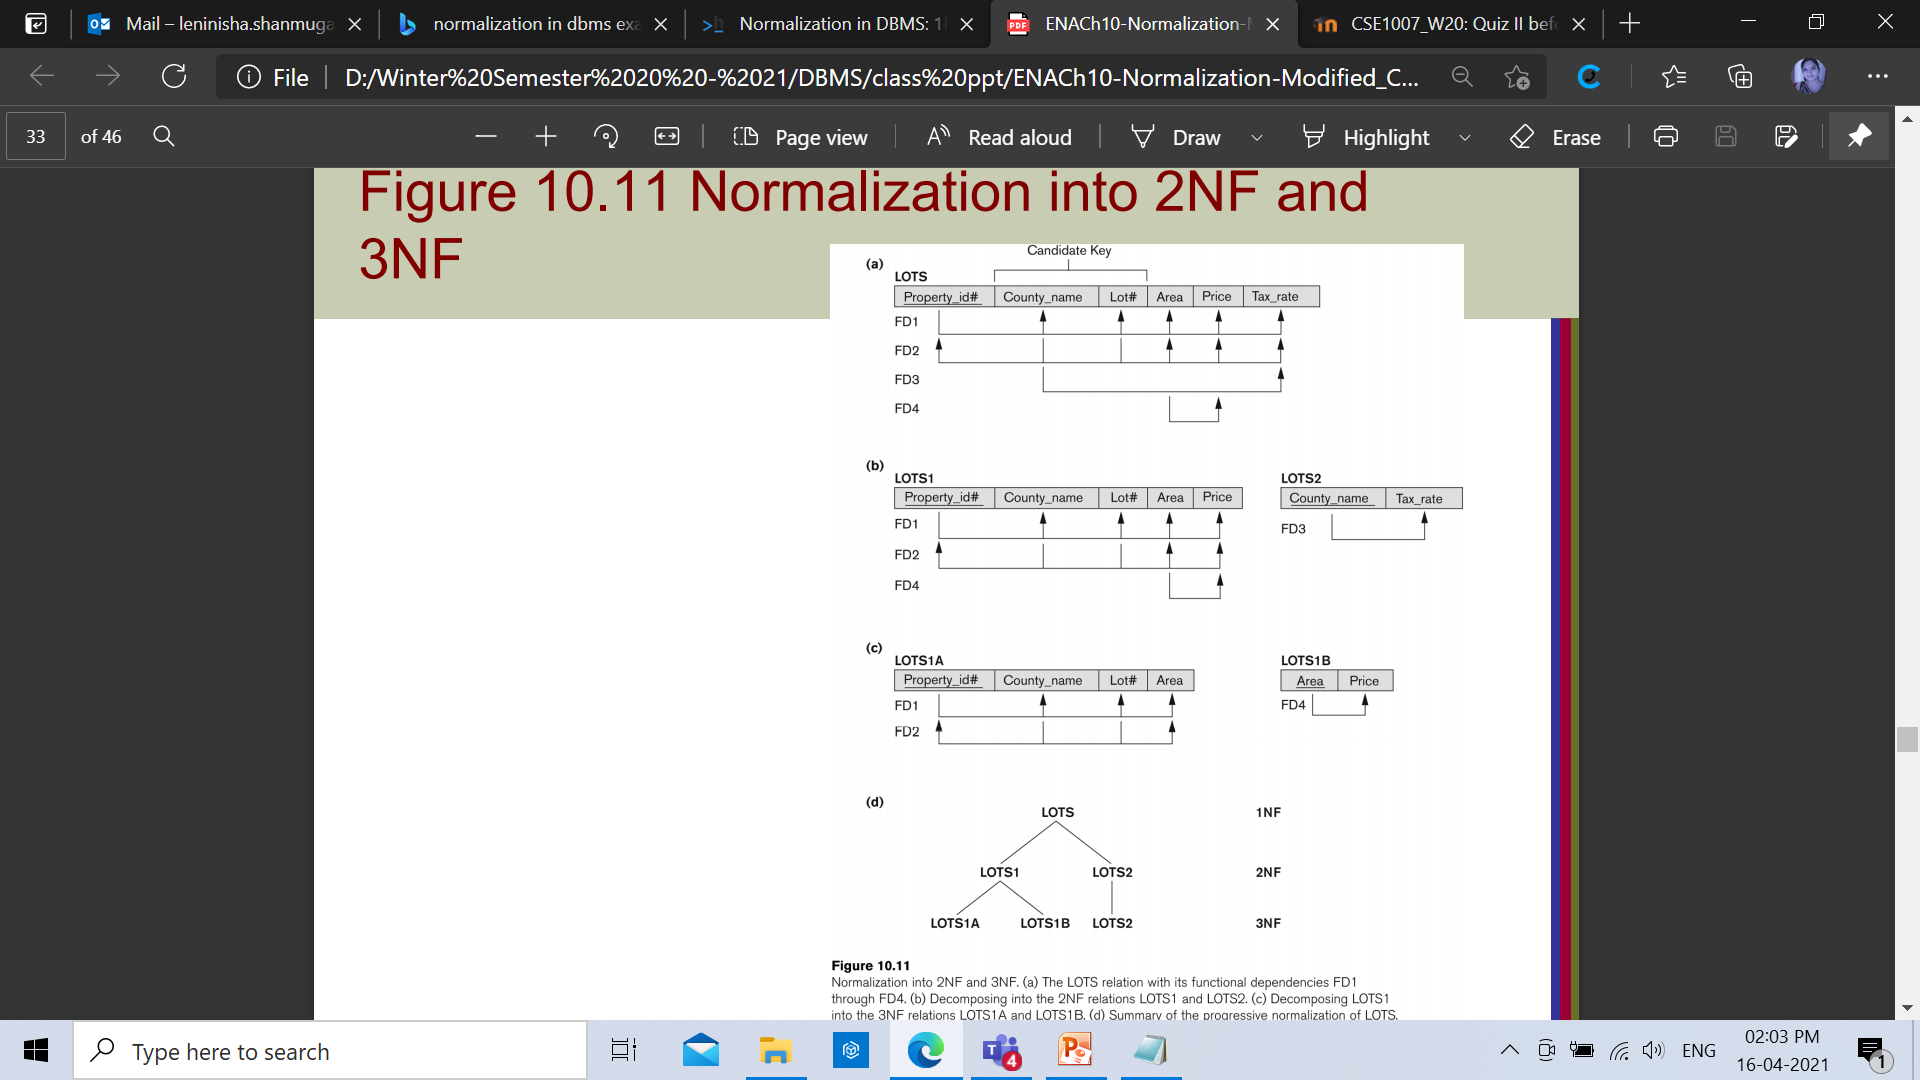 Mail – leninisha.shanmuga
normalization in dbms exa
Normalization in DBMS: 1
PDF
ENACh10-Normalization-
CSE1007_W20: Quiz II bef
File
D:/Winter%20Semester%2020%20-%2021/DBMS/class%20ppt/ENACh10-Normalization-Modified_C...
33 of 46
Page view
Read aloud
Draw
Highlight
Erase
Figure 10.11 Normalization into 2NF and
3NF
Candidate Key
(a)
LOTS
Property_id# County_name Lot# Area Price Tax_rate
FD1
FD2
FD3
FD4
(b)
LOTS1
Property_id# County_name Lot# Area Price
FD1
FD2
FD4
LOTS2
County_name Tax_rate
FD3
(c)
LOTS1A
Property_id# County_name Lot# Area
FD1
FD2
LOTS1B
Area Price
FD4
(d)
LOTS 1NF
LOTS1 LOTS2 2NF
LOTS1A LOTS1B LOTS2 3NF
Figure 10.11
Normalization into 2NF and 3NF. (a) The LOTS relation with its functional dependencies FD1
through FD4. (b) Decomposing into the 2NF relations LOTS1 and LOTS2. (c) Decomposing LOTS1
into the 3NF relations LOTS1A and LOTS1B. (d) Summary of the progressive normalization of LOTS.
Type here to search
4
ENG
02:03 PM
16-04-2021
1